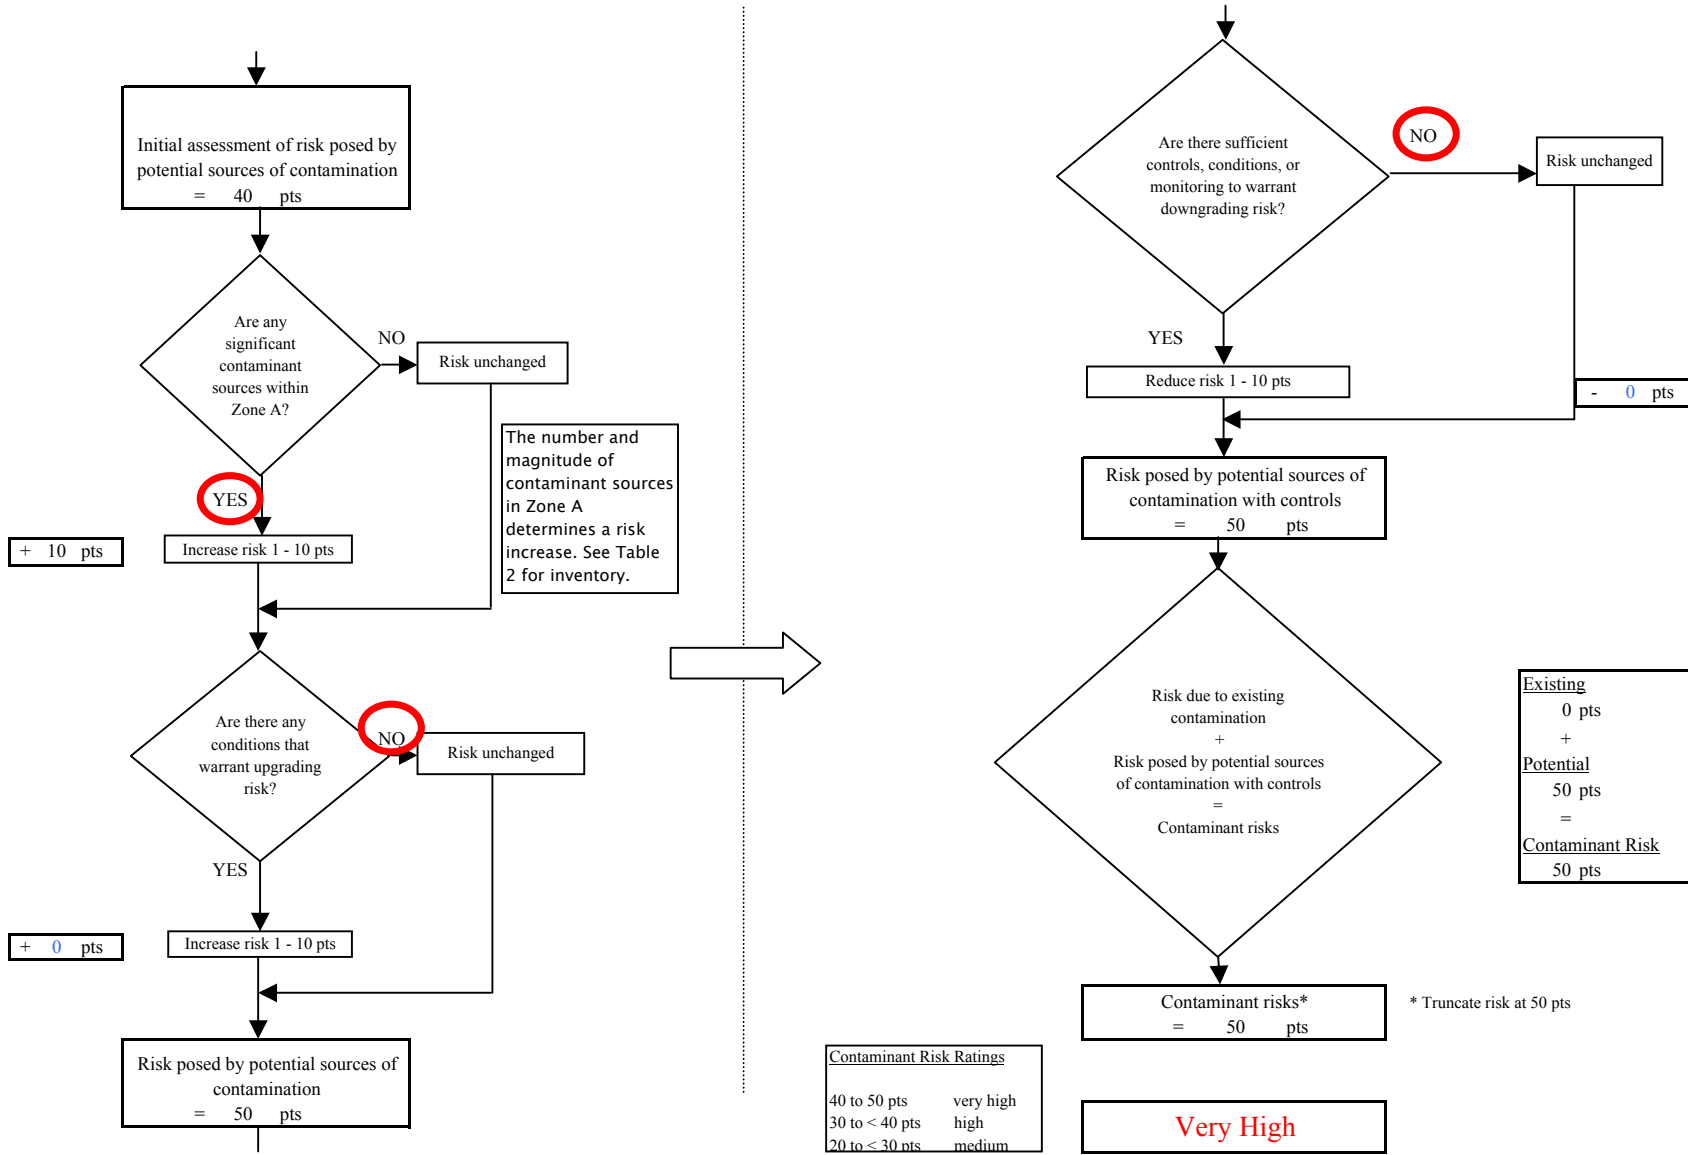 Initial assessment of risk posed by
potential sources of contamination
= 40 pts
Are any
significant
contaminant
sources within
Zone A?
NO
Risk unchanged
The number and
magnitude of
contaminant sources
in Zone A
determines a risk
increase. See Table
2 for inventory.
YES
+ 10 pts
Increase risk 1 - 10 pts
Are there any
conditions that
warrant upgrading
risk?
NO
Risk unchanged
YES
+ 0 pts
Increase risk 1 - 10 pts
Risk posed by potential sources of
contamination
= 50 pts
Are there sufficient
controls, conditions, or
monitoring to warrant
downgrading risk?
NO
Risk unchanged
YES
Reduce risk 1 - 10 pts
- 0 pts
Risk posed by potential sources of
contamination with controls
= 50 pts
Risk due to existing
contamination
+
Risk posed by potential sources
of contamination with controls
=
Contaminant risks
Existing
0 pts
+
Potential
50 pts
=
Contaminant Risk
50 pts
Contaminant risks*
= 50 pts
* Truncate risk at 50 pts
Contaminant Risk Ratings
40 to 50 pts very high
30 to < 40 pts high
20 to < 30 pts medium
Very High